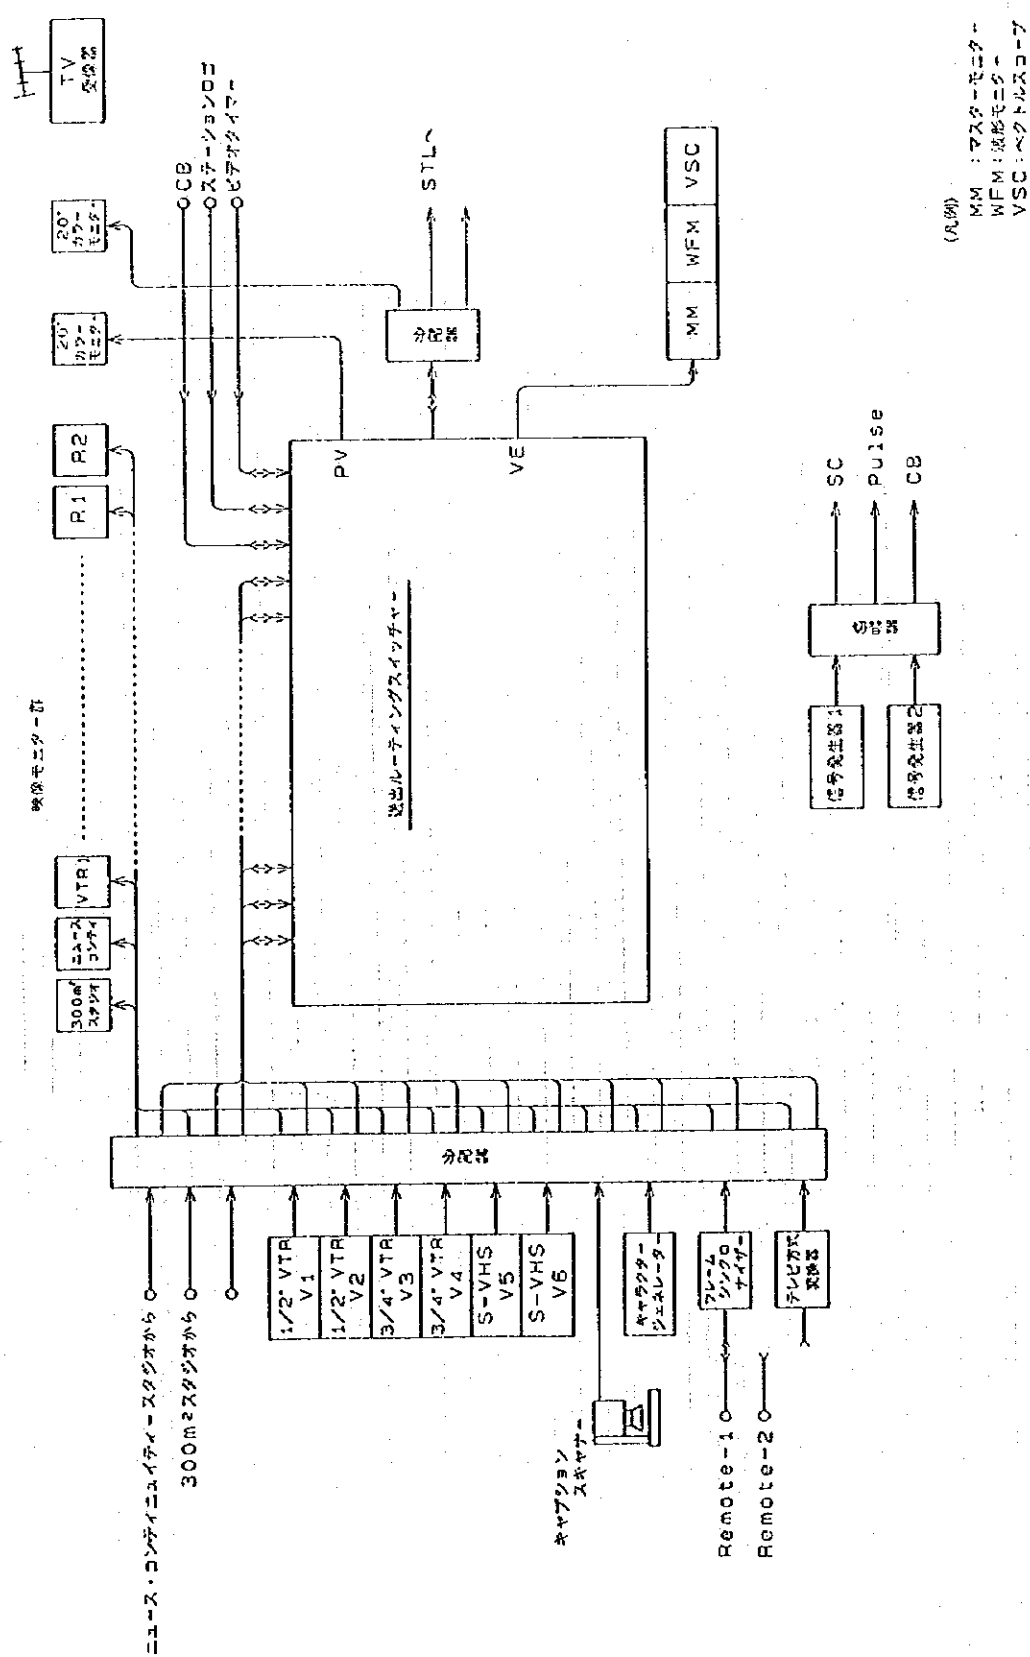 TV
受像器
20"
カラー
モニター
20"
カラー
モニター
R2
R1
映像モニター群
VTR1
ニュース
コンティ
300㎡
スタジオ
CB
ステーションロゴ
ビデオタイマー
STLへ
分配器
PV
VE
送出ルーティングスイッチャー
MM
WFM
VSC
分配器
ニュース・コンティニュイティースタジオから
300m2スタジオから
1/2" VTR
V1
1/2" VTR
V2
3/4" VTR
V3
3/4" VTR
V4
S-VHS
V5
S-VHS
V6
キャプション
スキャナー
キャラクター
ジェネレーター
フレーム
シンクロ
ナイザー
テレビ方式
変換器
Remote-1
Remote-2
信号発生器1
信号発生器2
分配器
SC
Pulse
CB
(凡例)
MM :マスターモニター
WFM:波形モニター
VSC:ベクトルスコープ